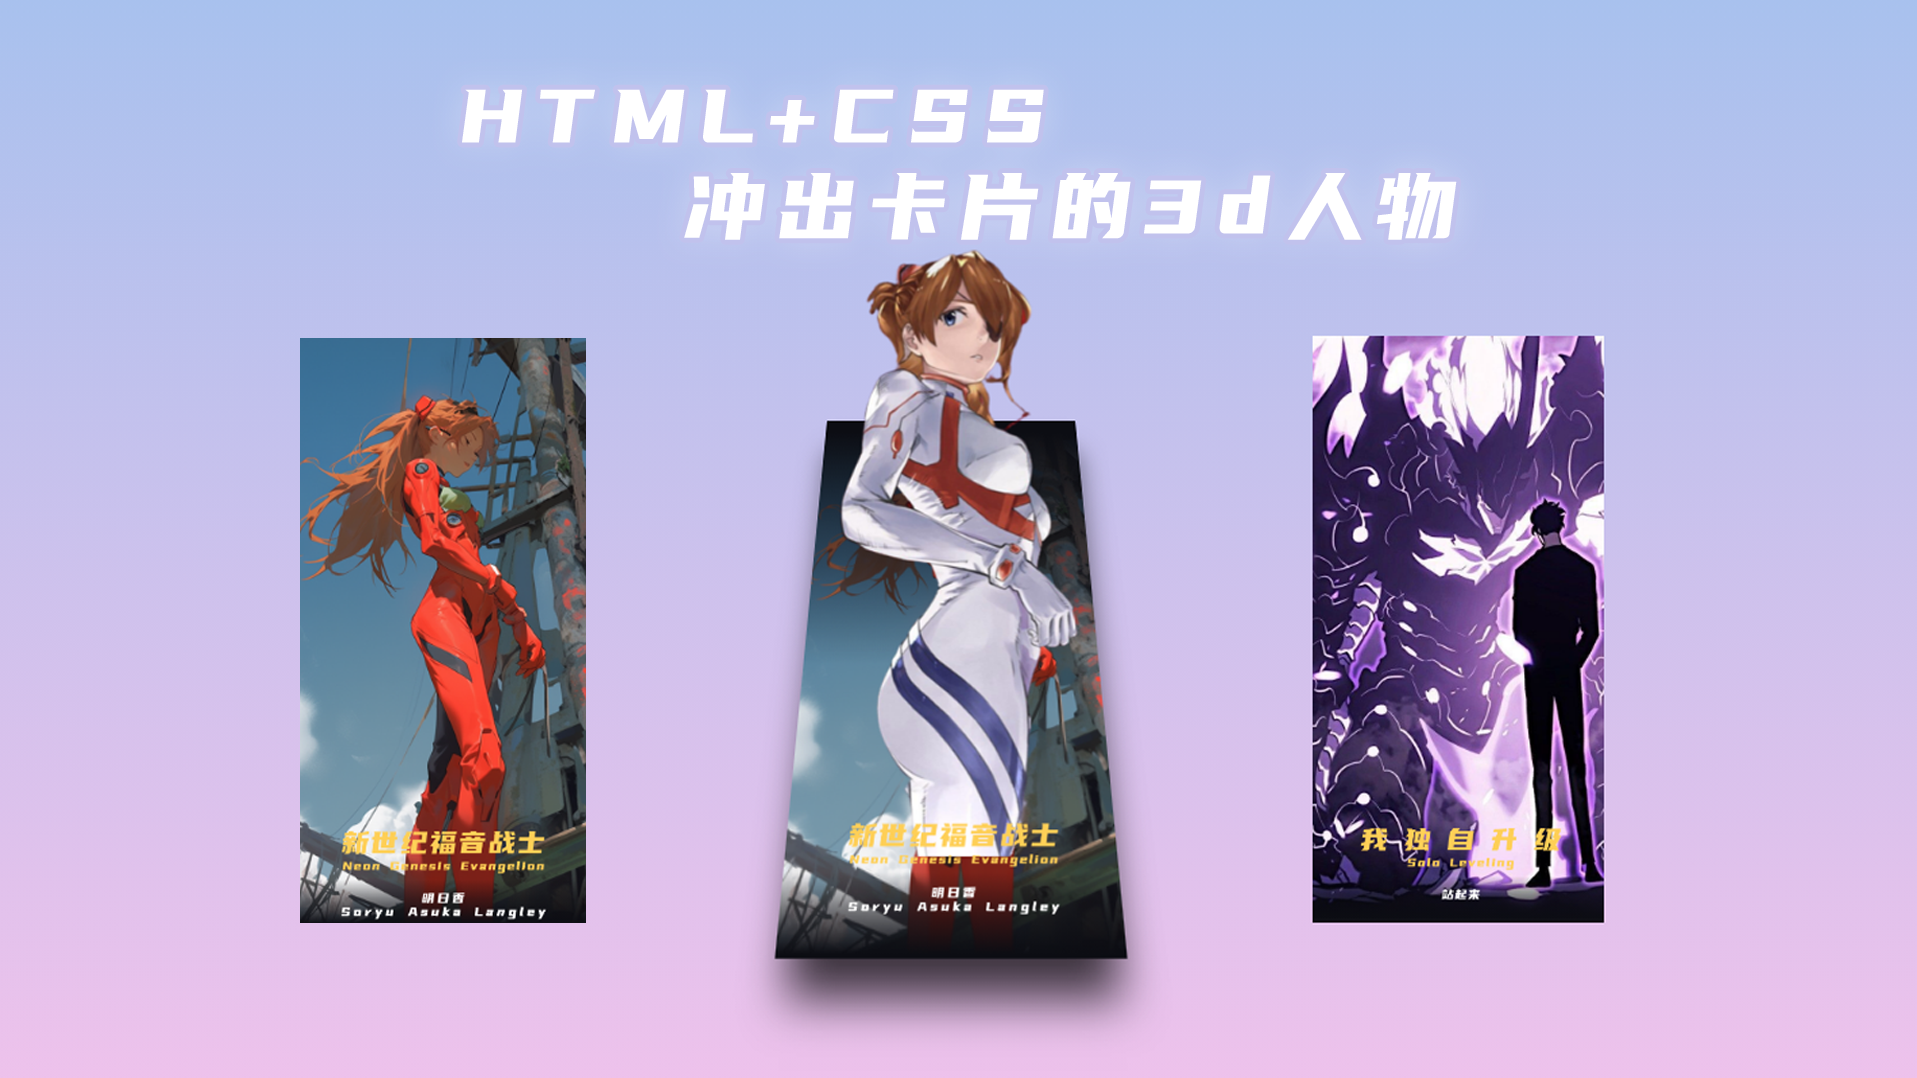 HTML+CSS
冲出卡片的3d人物
新世纪福音战士
Neon Genesis Evangelion
明日香
Soryu Asuka Langley
新世纪福音战士
Neon Genesis Evangelion
明日香
Soryu Asuka Langley
我独自升级
Solo Leveling
站起来